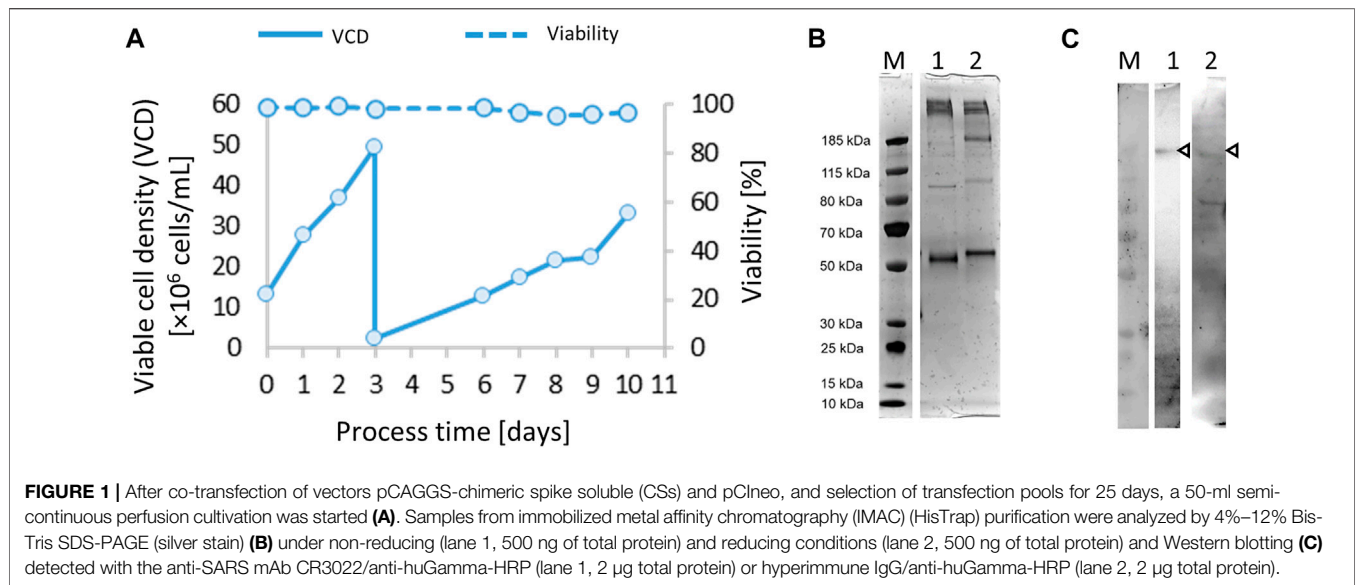 A
VCD
Viability
Viable cell density (VCD)
[×10⁶ cells/mL]
60
50
40
30
20
10
0
100
80
60
40
20
0
Viability [%]
0 1 2 3 4 5 6 7 8 9 10 11
Process time [days]
B
M 1 2
185 kDa
115 kDa
80 kDa
70 kDa
50 kDa
30 kDa
25 kDa
15 kDa
10 kDa
C
M 1 2
FIGURE 1 | After co-transfection of vectors pCAGGS-chimeric spike soluble (CSs) and pCIneo, and selection of transfection pools for 25 days, a 50-ml semi-
continuous perfusion cultivation was started (A). Samples from immobilized metal affinity chromatography (IMAC) (HisTrap) purification were analyzed by 4%–12% Bis-
Tris SDS-PAGE (silver stain) (B) under non-reducing (lane 1, 500 ng of total protein) and reducing conditions (lane 2, 500 ng of total protein) and Western blotting (C)
detected with the anti-SARS mAb CR3022/anti-huGamma-HRP (lane 1, 2 μg total protein) or hyperimmune IgG/anti-huGamma-HRP (lane 2, 2 μg total protein).